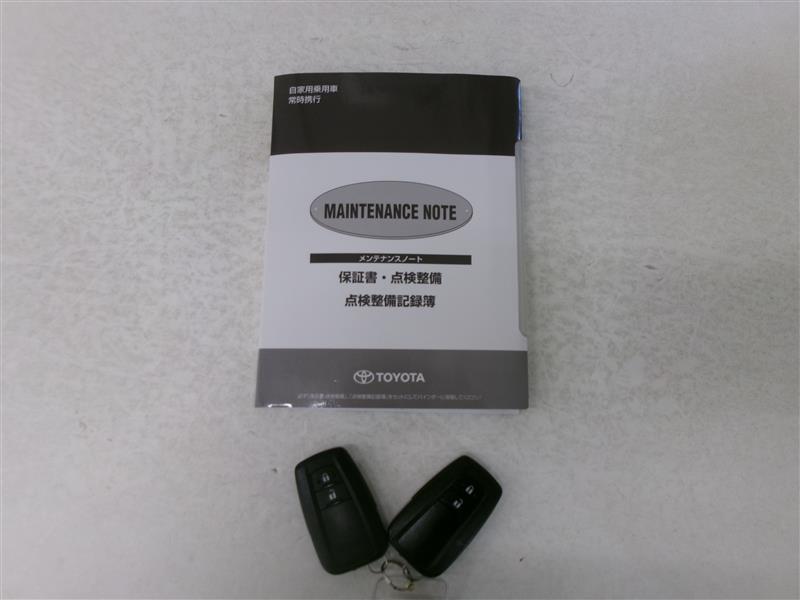 自家用乗用車
常時携行
MAINTENANCE NOTE
メンテナンスノート
保証書・点検整備
点検整備記録簿
TOYOTA